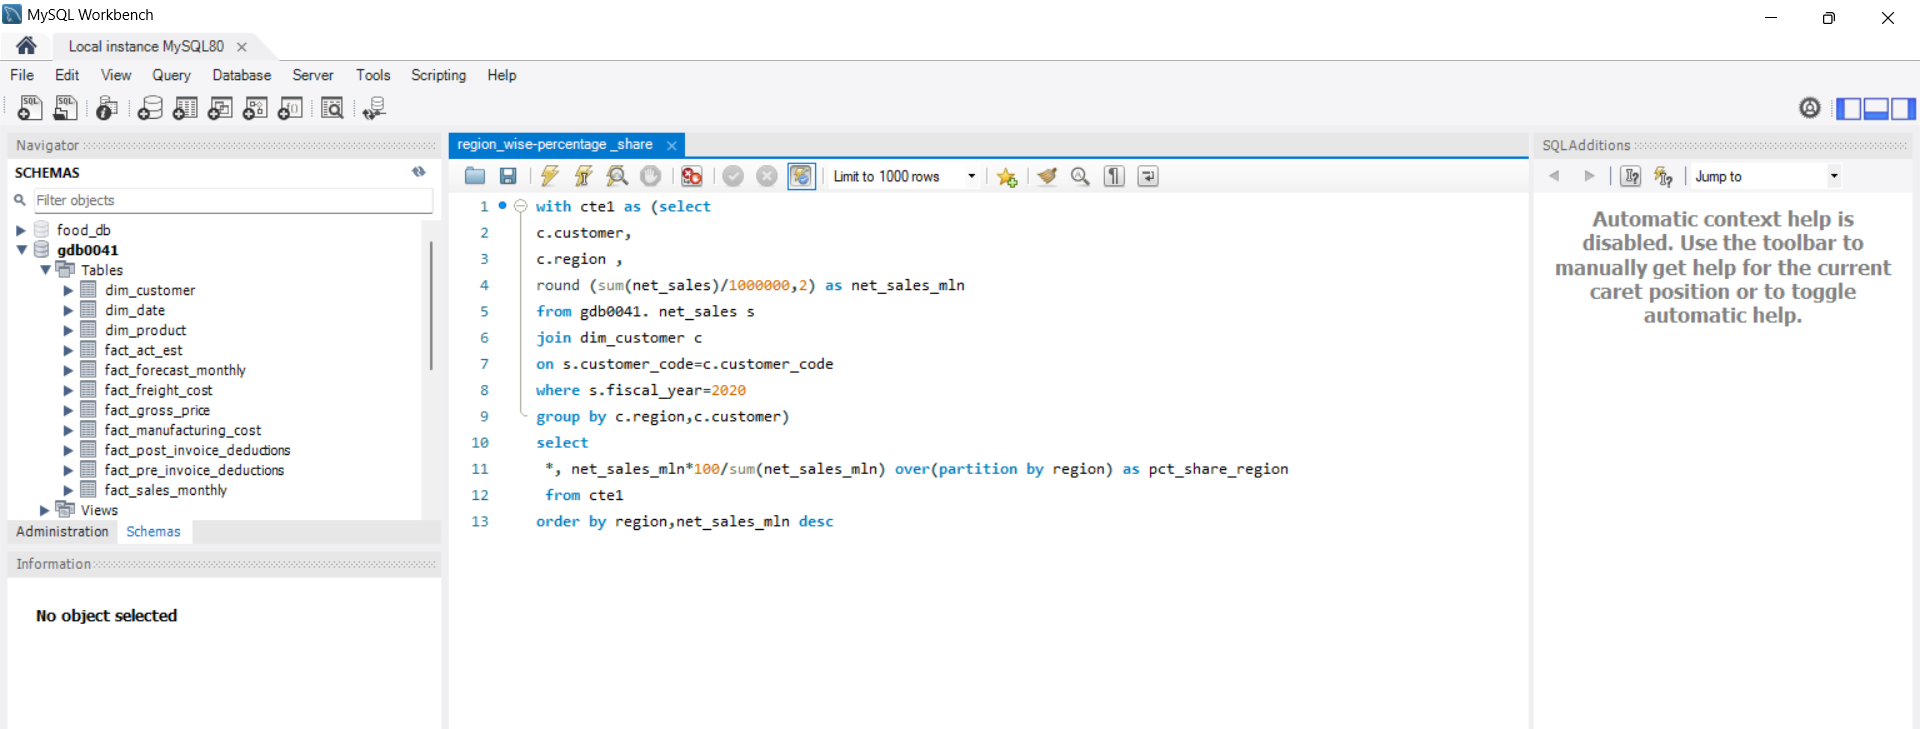 MySQL Workbench
Local instance MySQL80
File Edit View Query Database Server Tools Scripting Help
Navigator
SCHEMAS
Filter objects
food_db
gdb0041
Tables
dim_customer
dim_date
dim_product
fact_act_est
fact_forecast_monthly
fact_freight_cost
fact_gross_price
fact_manufacturing_cost
fact_post_invoice_deductions
fact_pre_invoice_deductions
fact_sales_monthly
Views
Administration Schemas
Information
No object selected
region_wise-percentage _share
Limit to 1000 rows
1 with cte1 as (select
2 c.customer,
3 c.region ,
4 round (sum(net_sales)/1000000,2) as net_sales_mln
5 from gdb0041. net_sales s
6 join dim_customer c
7 on s.customer_code=c.customer_code
8 where s.fiscal_year=2020
9 group by c.region,c.customer)
10 select
11 *, net_sales_mln*100/sum(net_sales_mln) over(partition by region) as pct_share_region
12 from cte1
13 order by region,net_sales_mln desc
SQLAdditions
Jump to
Automatic context help is
disabled. Use the toolbar to
manually get help for the current
caret position or to toggle
automatic help.